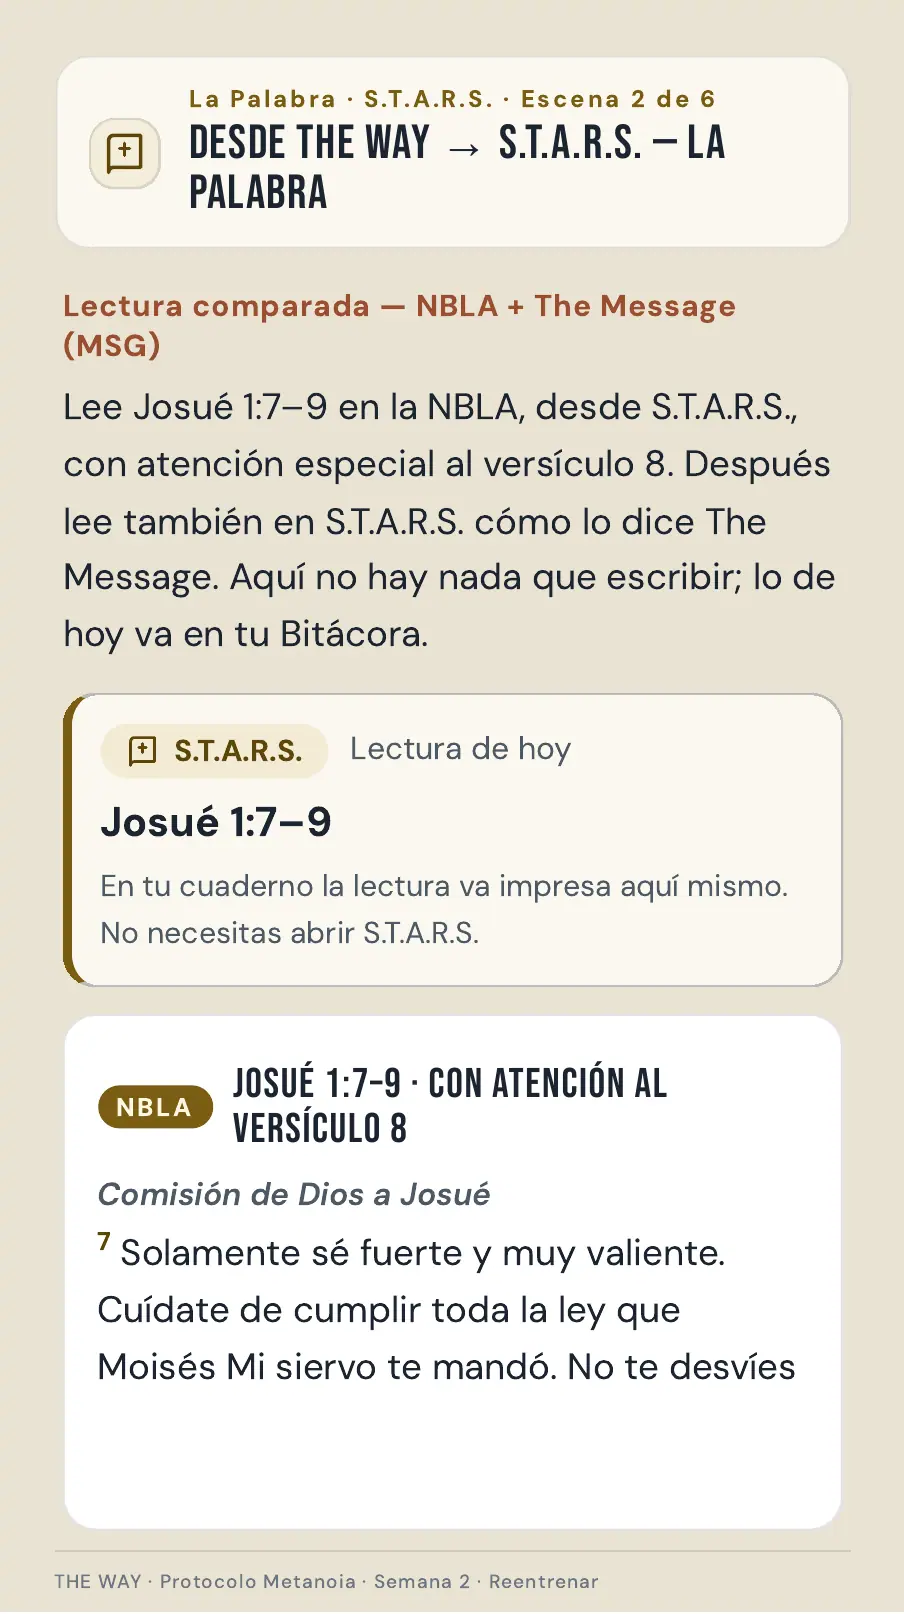 La Palabra · S.T.A.R.S. · Escena 2 de 6
DESDE THE WAY → S.T.A.R.S. – LA
PALABRA
Lectura comparada — NBLA + The Message
(MSG)
Lee Josué 1:7–9 en la NBLA, desde S.T.A.R.S.,
con atención especial al versículo 8. Después
lee también en S.T.A.R.S. cómo lo dice The
Message. Aquí no hay nada que escribir; lo de
hoy va en tu Bitácora.
S.T.A.R.S. Lectura de hoy
Josué 1:7–9
En tu cuaderno la lectura va impresa aquí mismo.
No necesitas abrir S.T.A.R.S.
NBLA
JOSUÉ 1:7–9 · CON ATENCIÓN AL
VERSÍCULO 8
Comisión de Dios a Josué
7 Solamente sé fuerte y muy valiente.
Cuídate de cumplir toda la ley que
Moisés Mi siervo te mandó. No te desvíes
THE WAY · Protocolo Metanoia · Semana 2 · Reentrenar